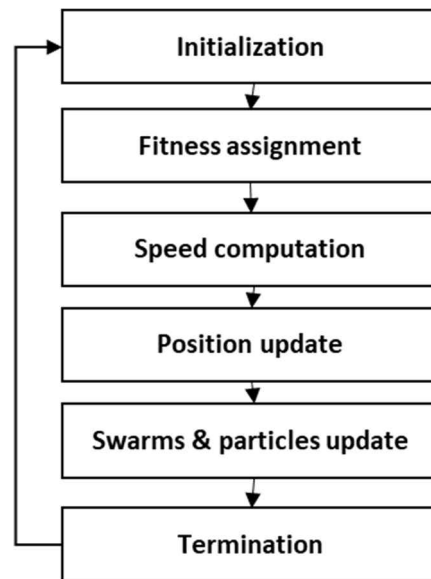 Initialization
Fitness assignment
Speed computation
Position update
Swarms & particles update
Termination